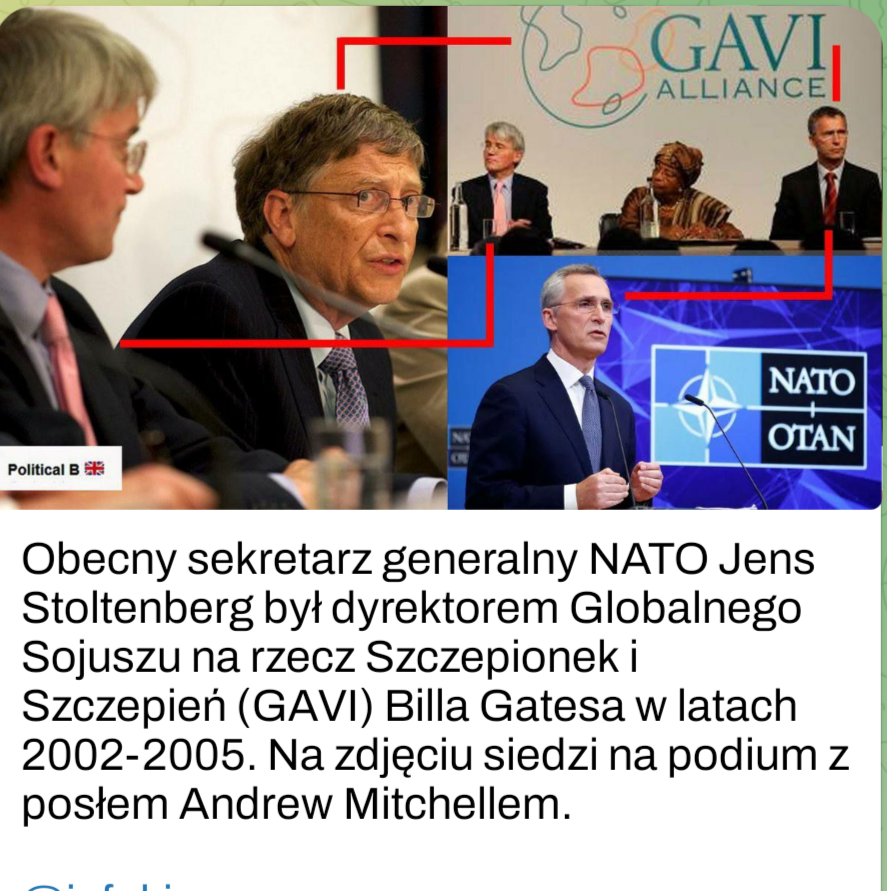 GAVI
ALLIANCE
NATO
OTAN
Political B
Obecny sekretarz generalny NATO Jens
Stoltenberg był dyrektorem Globalnego
Sojuszu na rzecz Szczepionek i
Szczepień (GAVI) Billa Gatesa w latach
2002-2005. Na zdjęciu siedzi na podium z
posłem Andrew Mitchellem.